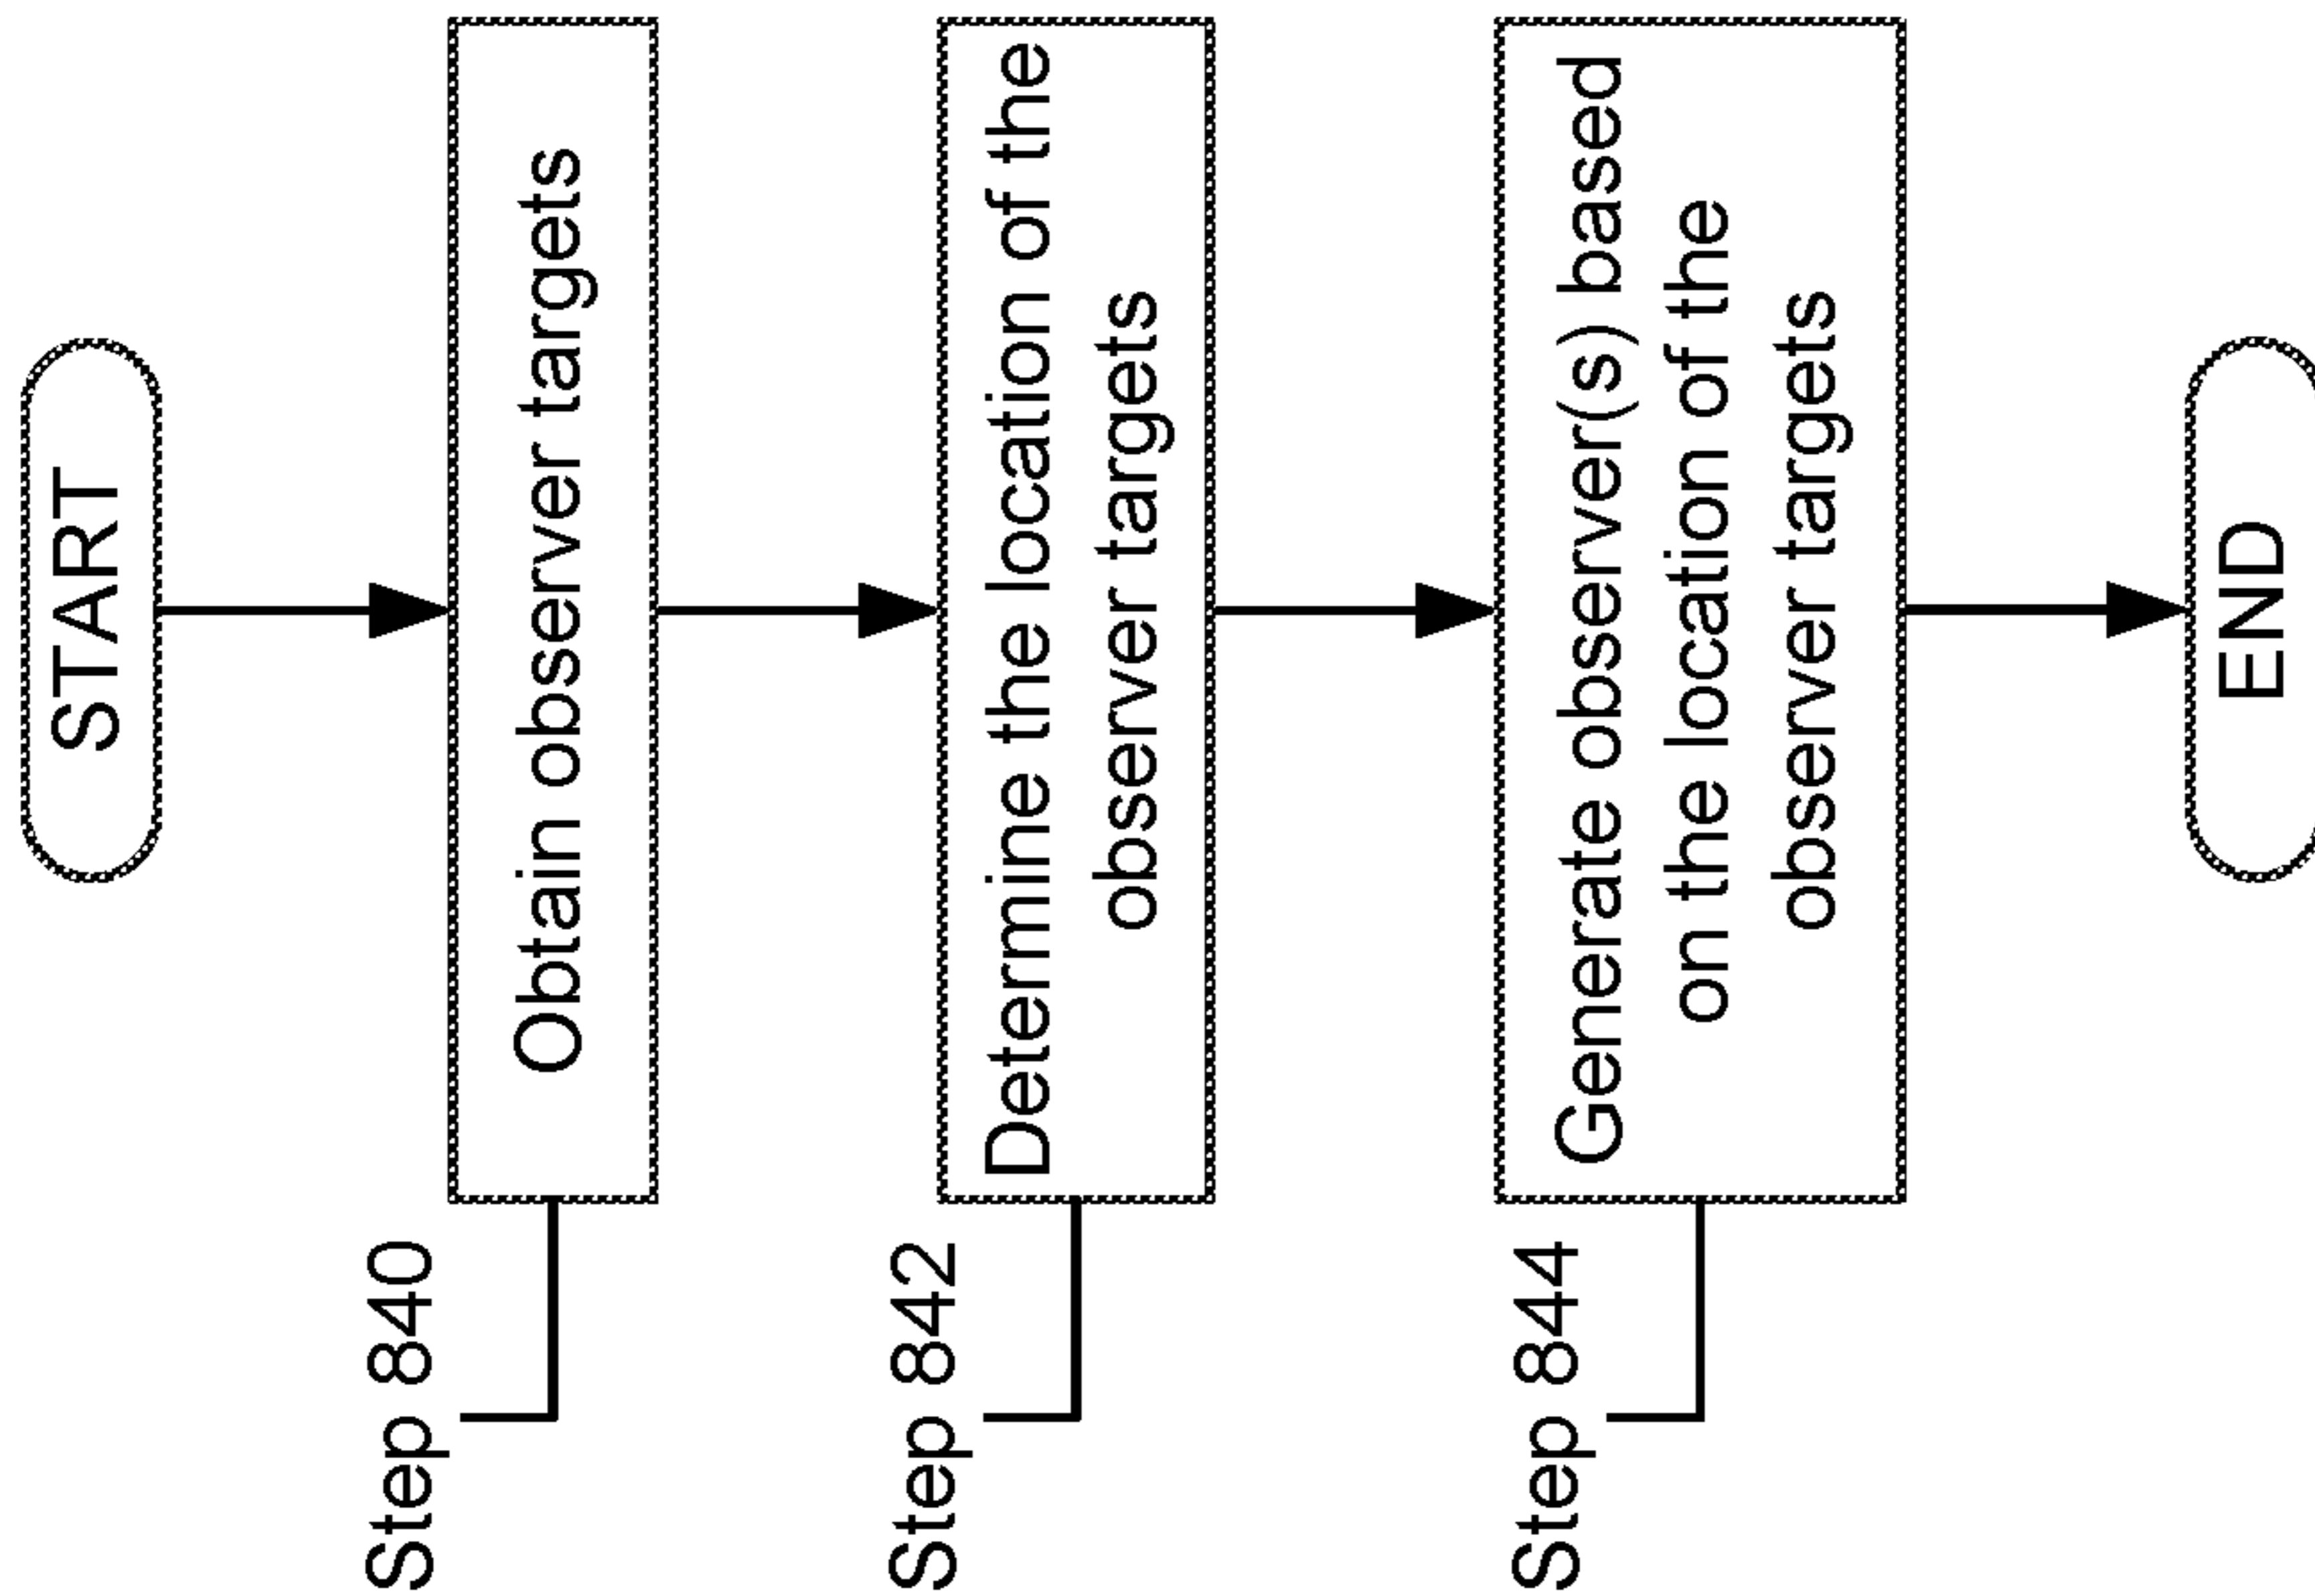 START
Step 840
Obtain observer targets
Step 842
Determine the location of the
observer targets
Step 844
Generate observer(s) based
on the location of the
observer targets
END